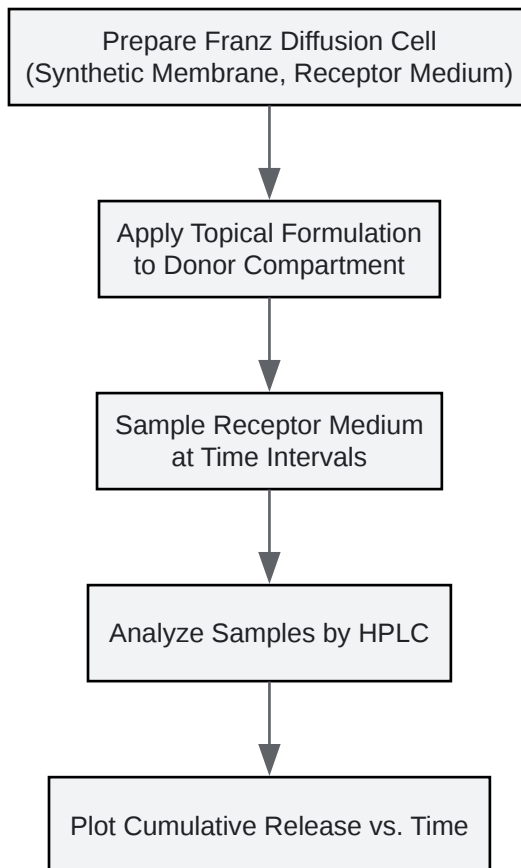 Prepare Franz Diffusion Cell
(Synthetic Membrane, Receptor Medium)
Apply Topical Formulation
to Donor Compartment
Sample Receptor Medium
at Time Intervals
Analyze Samples by HPLC
Plot Cumulative Release vs. Time